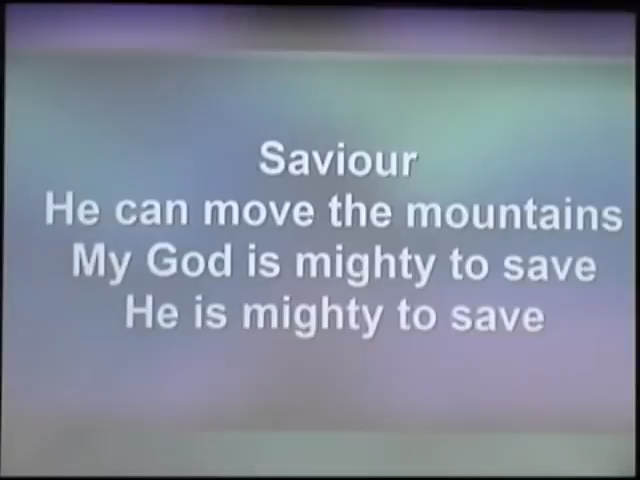 Saviour
He can move the mountains
My God is mighty to save
He is mighty to save